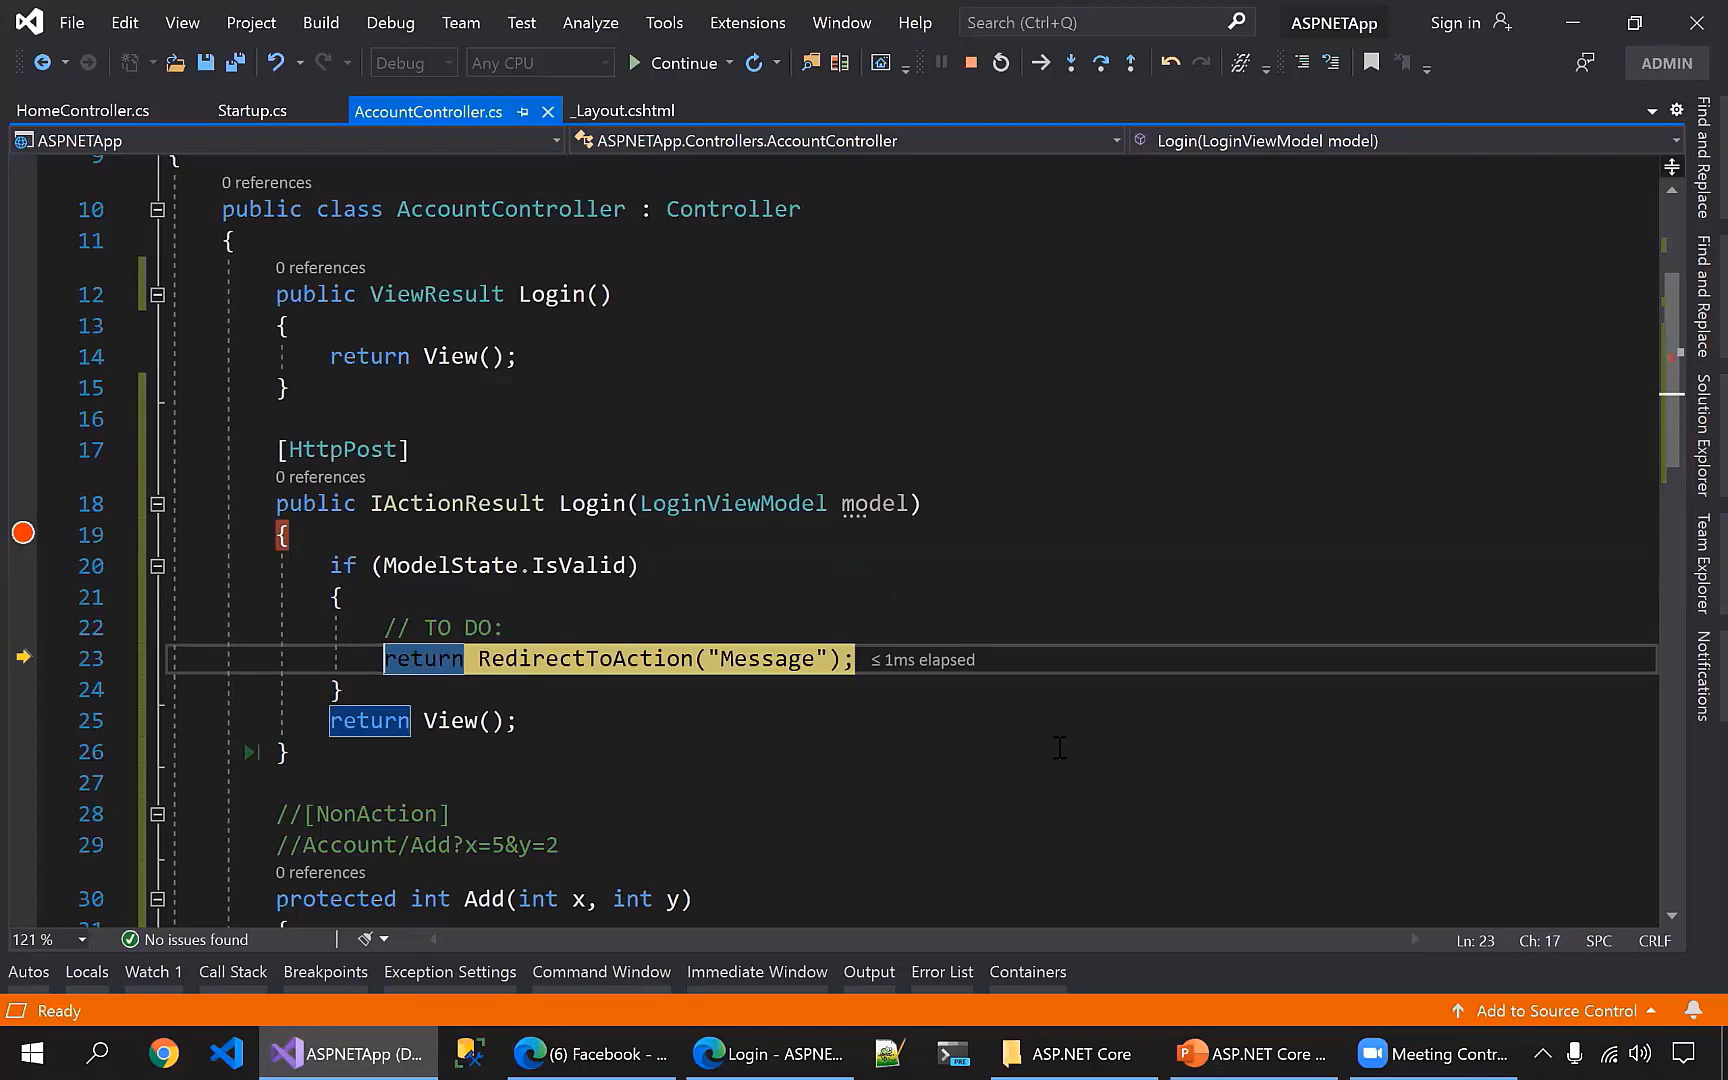 File Edit View Project Build Debug Team Test Analyze Tools Extensions Window Help Search (Ctrl+Q) ASPNETApp Sign in
Debug Any CPU Continue ADMIN
HomeController.cs Startup.cs AccountController.cs _Layout.cshtml
ASPNETApp ASPNETApp.Controllers.AccountController Login(LoginViewModel model)
9 {
0 references
10 public class AccountController : Controller
11 {
0 references
12 public ViewResult Login()
13 {
14 return View();
15 }
16
17 [HttpPost]
0 references
18 public IActionResult Login(LoginViewModel model)
19 {
20 if (ModelState.IsValid)
21 {
22 // TO DO:
23 return RedirectToAction("Message"); ≤ 1ms elapsed
24 }
25 return View();
26 }
27
28 //[NonAction]
29 //Account/Add?x=5&y=2
0 references
30 protected int Add(int x, int y)
31 {
Find and Replace
Find and Replace
Solution Explorer
Team Explorer
Notifications
121 % No issues found Ln: 23 Ch: 17 SPC CRLF
Autos Locals Watch 1 Call Stack Breakpoints Exception Settings Command Window Immediate Window Output Error List Containers
Ready Add to Source Control
ASPNETApp (D... (6) Facebook - ... Login - ASPNE... PRE ASP.NET Core ASP.NET Core ... Meeting Contr...